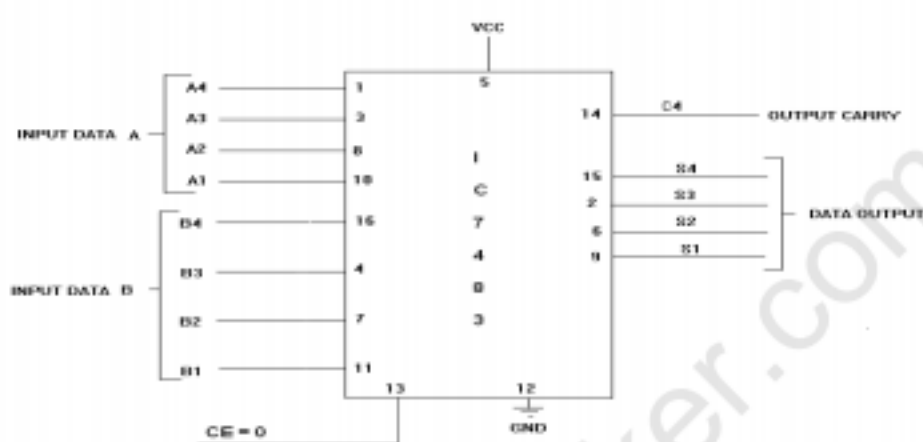 VCC
5
INPUT DATA A
A4
1
A3
3
A2
8
A1
10
INPUT DATA B
B4
16
B3
4
B2
7
B1
11
I
C
7
4
8
3
14
C4
OUTPUT CARRY
15
S4
2
S3
6
S2
9
S1
DATA OUTPUT
13
12
CE = 0
GND
ker.com